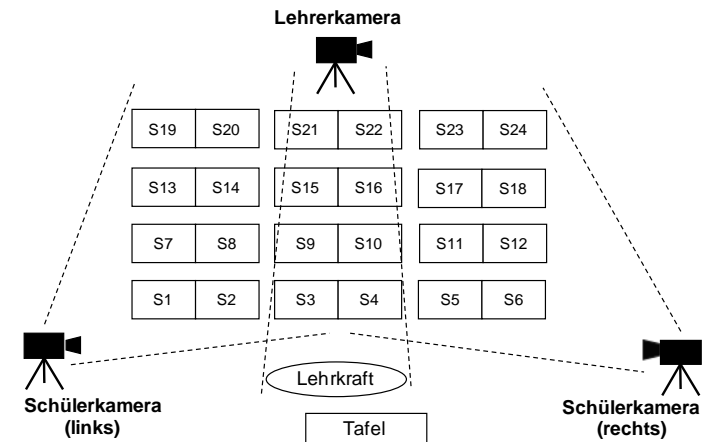 Lehrerkamera
S19 S20 S21 S22 S23 S24
S13 S14 S15 S16 S17 S18
S7 S8 S9 S10 S11 S12
S1 S2 S3 S4 S5 S6
Lehrkraft
Schülerkamera
(links)
Schülerkamera
(rechts)
Tafel